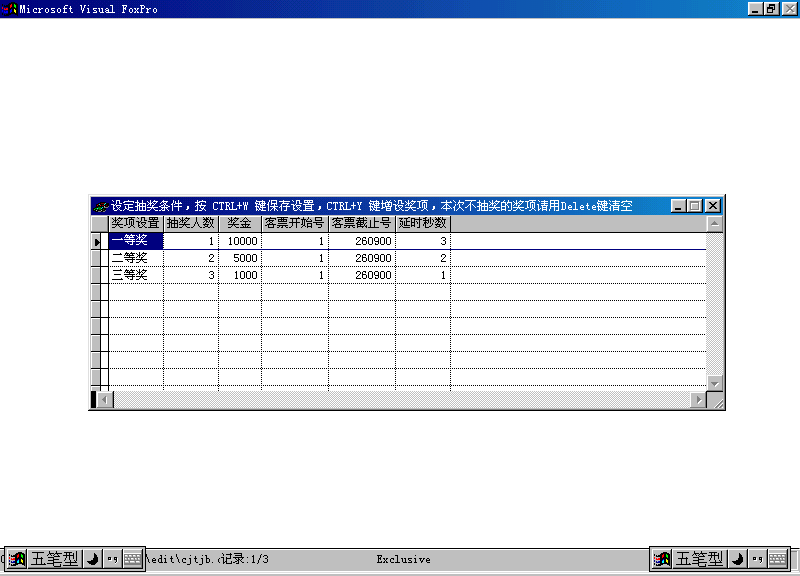 Microsoft Visual FoxPro
设定抽奖条件，按 CTRL+W 键保存设置，CTRL+Y 键增设奖项，本次不抽奖的奖项请用Delete键清空
奖项设置 抽奖人数 奖金 客票开始号 客票截止号 延时秒数
一等奖 1 10000 1 260900 3
二等奖 2 5000 1 260900 2
三等奖 3 1000 1 260900 1
五笔型 \edit\cjtjb. 记录:1/3 Exclusive 五笔型